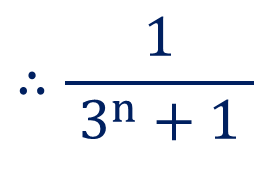 ∴ 1/(3ⁿ + 1)